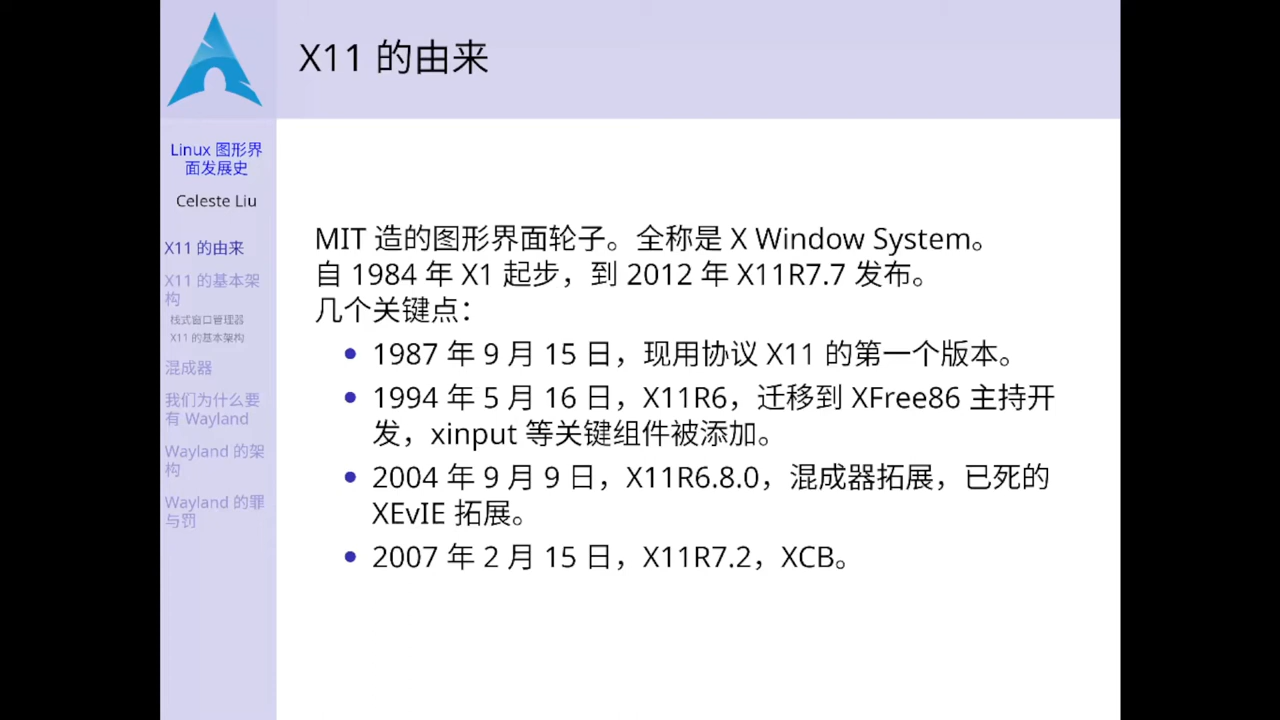 X11 的由来
Linux 图形界
面发展史
Celeste Liu
X11 的由来
X11 的基本架
构
栈式窗口管理器
X11 的基本架构
混成器
我们为什么要
有 Wayland
Wayland 的架
构
Wayland 的罪
与罚
MIT 造的图形界面轮子。全称是 X Window System。
自 1984 年 X1 起步，到 2012 年 X11R7.7 发布。
几个关键点：
• 1987 年 9 月 15 日，现用协议 X11 的第一个版本。
• 1994 年 5 月 16 日，X11R6，迁移到 XFree86 主持开
发，xinput 等关键组件被添加。
• 2004 年 9 月 9 日，X11R6.8.0，混成器拓展，已死的
XEvIE 拓展。
• 2007 年 2 月 15 日，X11R7.2，XCB。